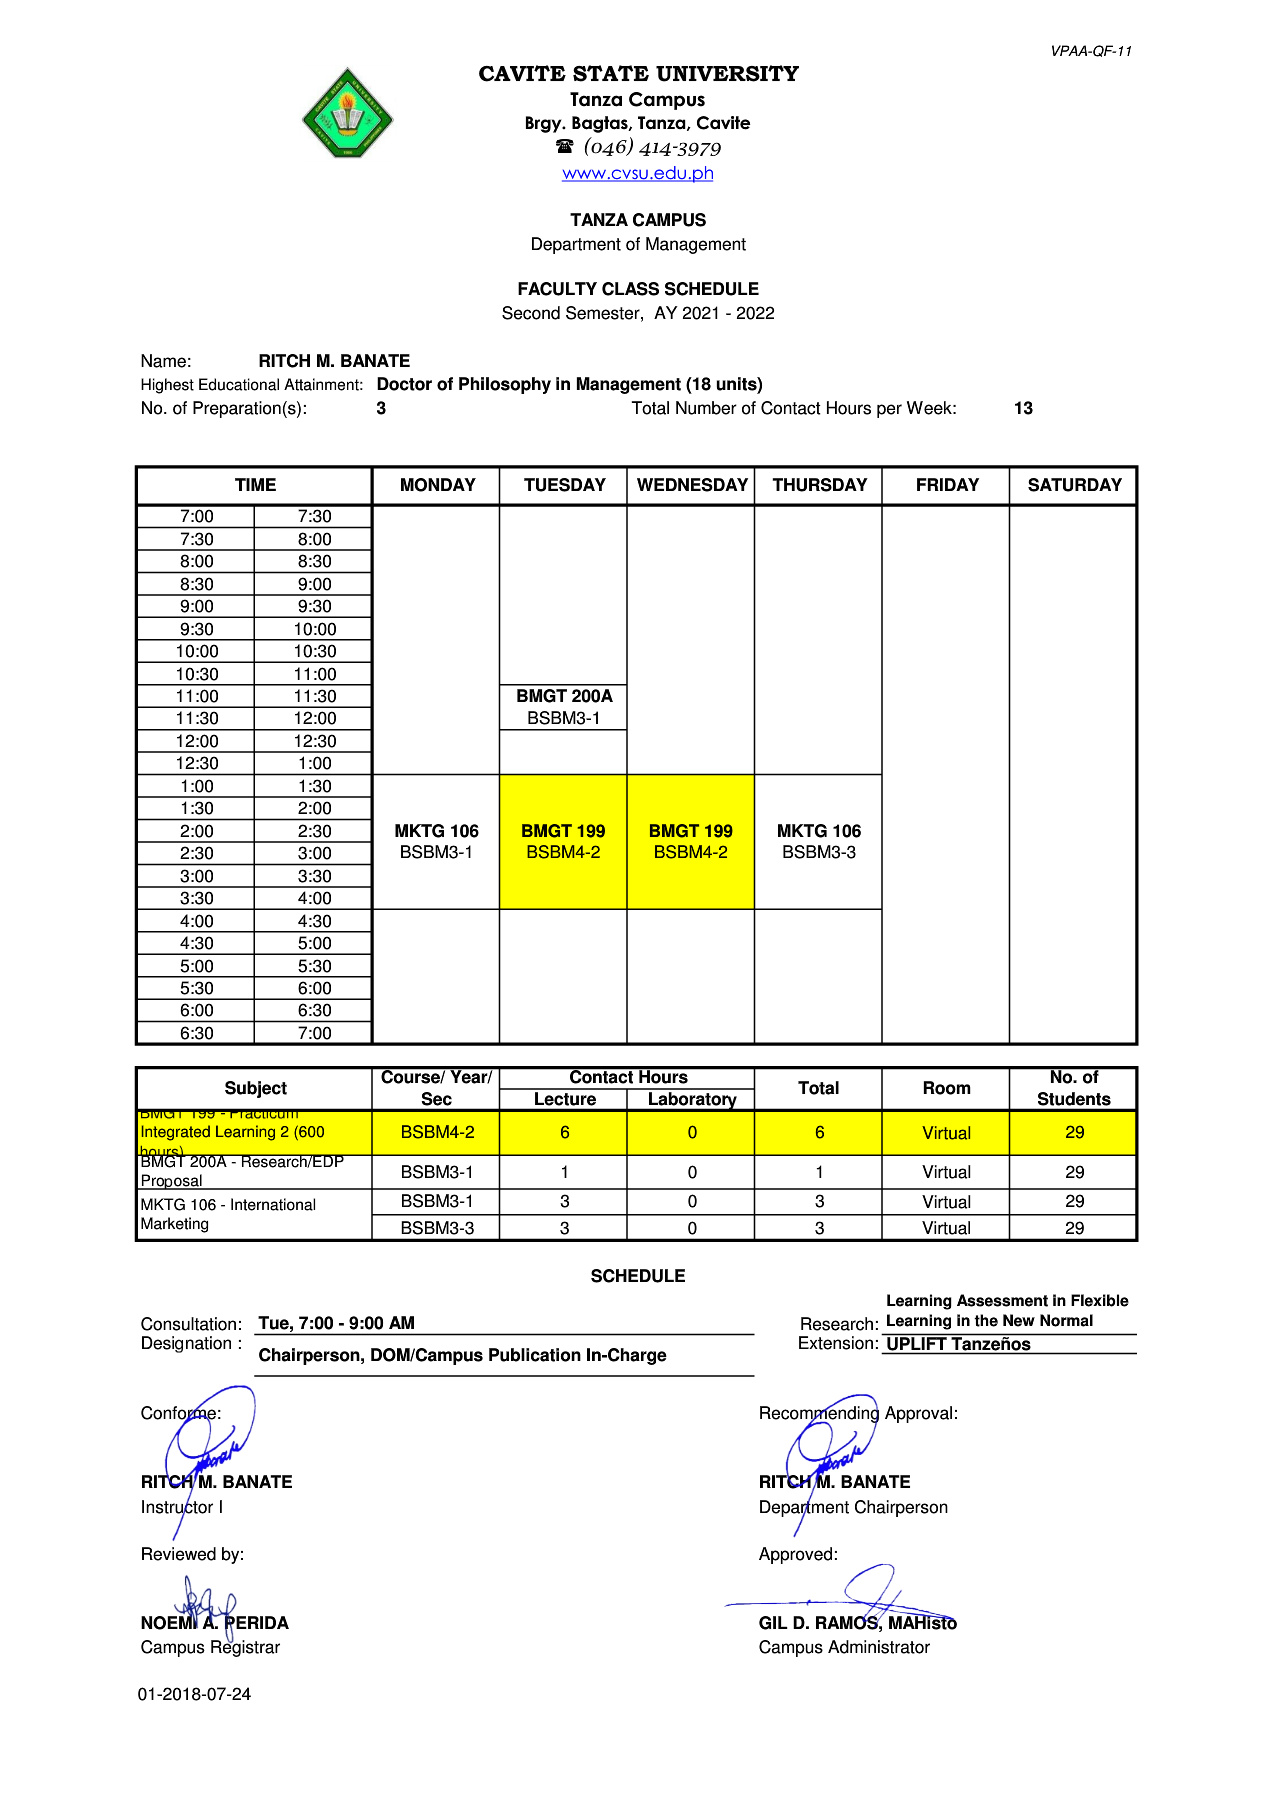 VPAA-QF-11
CAVITE STATE UNIVERSITY
Tanza Campus
Brgy. Bagtas, Tanza, Cavite
☎ (046) 414-3979
www.cvsu.edu.ph
TANZA CAMPUS
Department of Management
FACULTY CLASS SCHEDULE
Second Semester, AY 2021 - 2022
Name: RITCH M. BANATE
Highest Educational Attainment: Doctor of Philosophy in Management (18 units)
No. of Preparation(s): 3 Total Number of Contact Hours per Week: 13
TIME MONDAY TUESDAY WEDNESDAY THURSDAY FRIDAY SATURDAY
7:00 7:30
7:30 8:00
8:00 8:30
8:30 9:00
9:00 9:30
9:30 10:00
10:00 10:30
10:30 11:00
11:00 11:30 BMGT 200A
11:30 12:00 BSBM3-1
12:00 12:30
12:30 1:00
1:00 1:30
1:30 2:00
2:00 2:30 MKTG 106 BMGT 199 BMGT 199 MKTG 106
2:30 3:00 BSBM3-1 BSBM4-2 BSBM4-2 BSBM3-3
3:00 3:30
3:30 4:00
4:00 4:30
4:30 5:00
5:00 5:30
5:30 6:00
6:00 6:30
6:30 7:00
Subject Course/ Year/ Sec Contact Hours Total Room No. of Students
Lecture Laboratory
BMGT 199 - Practicum
Integrated Learning 2 (600 BSBM4-2 6 0 6 Virtual 29
hours)
BMGT 200A - Research/EDP
Proposal BSBM3-1 1 0 1 Virtual 29
MKTG 106 - International BSBM3-1 3 0 3 Virtual 29
Marketing BSBM3-3 3 0 3 Virtual 29
SCHEDULE
Learning Assessment in Flexible
Consultation: Tue, 7:00 - 9:00 AM Research: Learning in the New Normal
Designation : Chairperson, DOM/Campus Publication In-Charge Extension: UPLIFT Tanzeños
Conforme: Recommending Approval:
RITCH M. BANATE RITCH M. BANATE
Instructor I Department Chairperson
Reviewed by: Approved:
NOEMI A. PERIDA GIL D. RAMOS, MAHisto
Campus Registrar Campus Administrator
01-2018-07-24